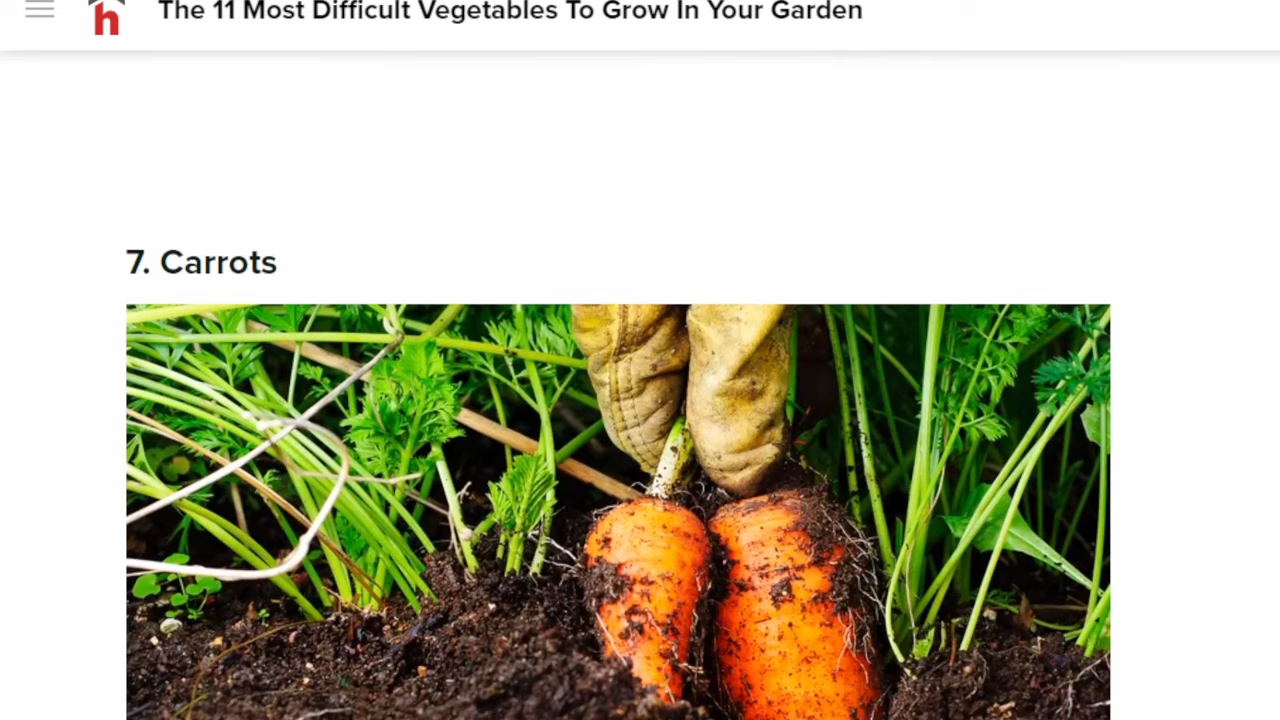 h
The 11 Most Difficult Vegetables To Grow In Your Garden
7. Carrots